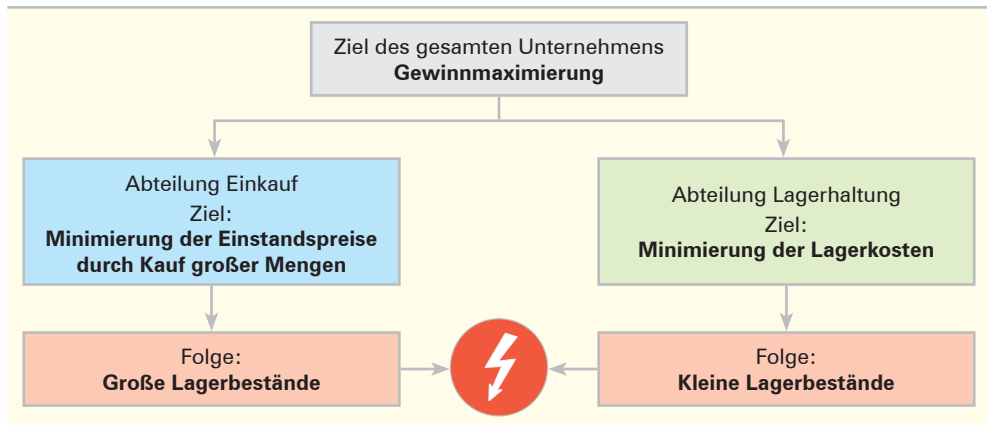 Ziel des gesamten Unternehmens
Gewinnmaximierung
Abteilung Einkauf
Ziel:
Minimierung der Einstandspreise
durch Kauf großer Mengen
Abteilung Lagerhaltung
Ziel:
Minimierung der Lagerkosten
Folge:
Große Lagerbestände
Folge:
Kleine Lagerbestände